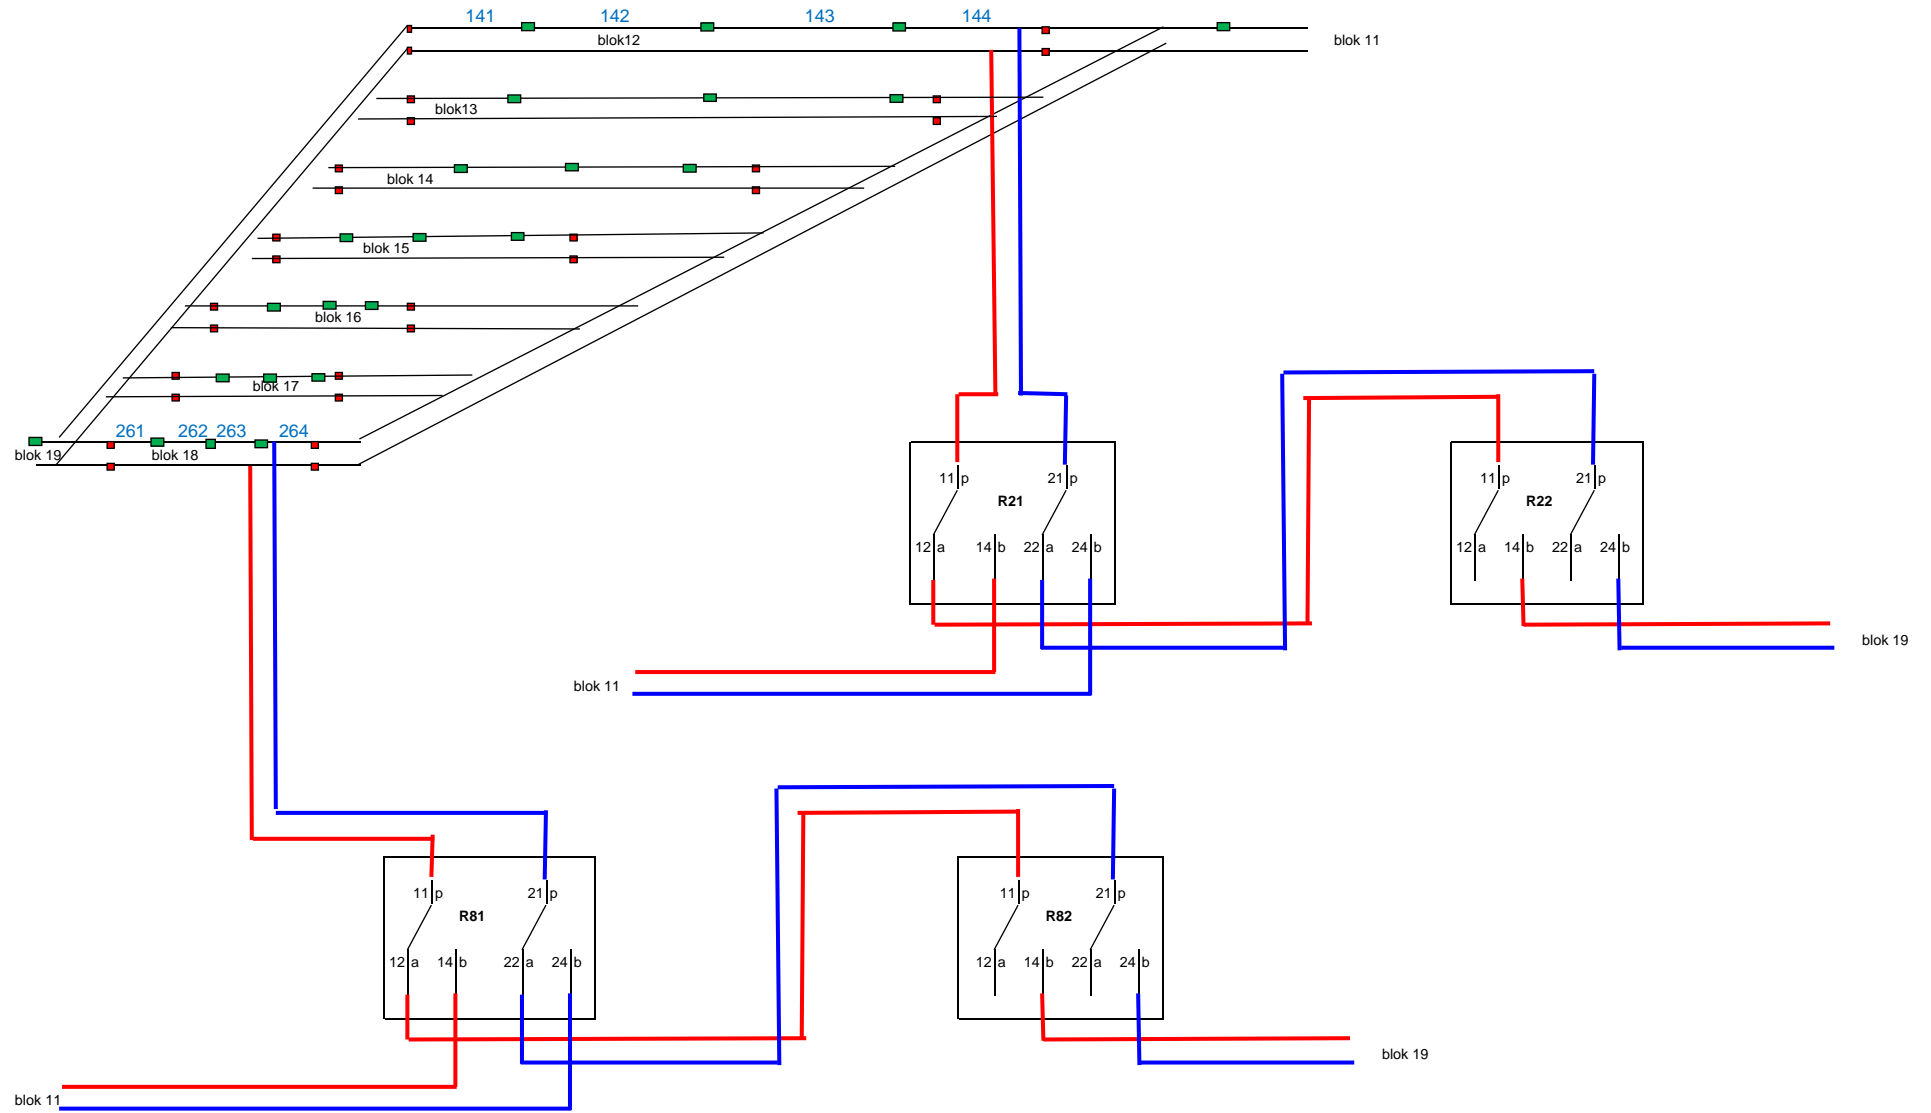 141 142 143 144
blok12
blok 11
blok13
blok 14
blok 15
blok 16
blok 17
261 262 263 264
blok 19 blok 18
11 p 21 p
R21
12 a 14 b 22 a 24 b
11 p 21 p
R22
12 a 14 b 22 a 24 b
blok 19
blok 11
11 p 21 p
R81
12 a 14 b 22 a 24 b
11 p 21 p
R82
12 a 14 b 22 a 24 b
blok 19
blok 11